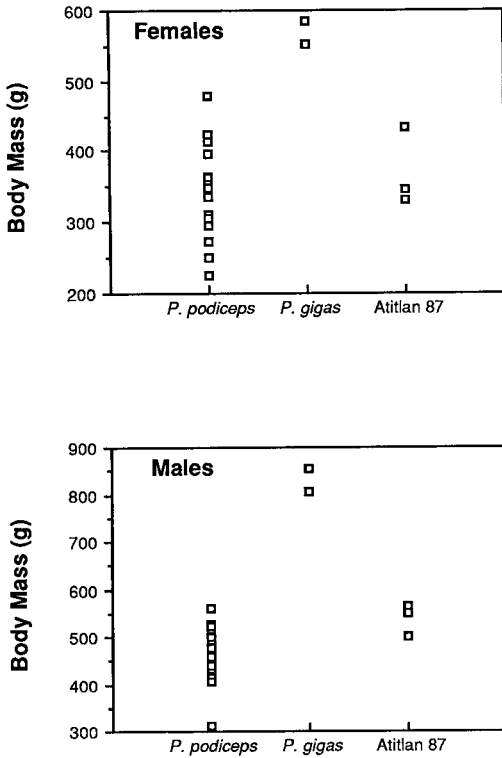 Females
Body Mass (g)
600
500
400
300
200
P. podiceps P. gigas Atitlan 87
Males
Body Mass (g)
900
800
700
600
500
400
300
P. podiceps P. gigas Atitlan 87